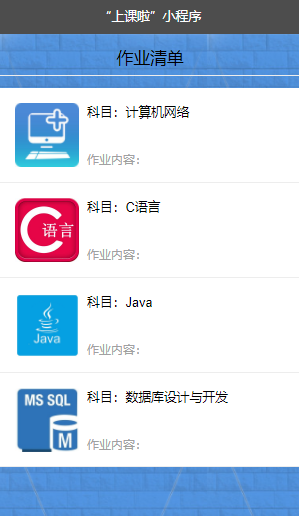 “上课啦”小程序
作业清单
科目：计算机网络
作业内容：
C
语言
科目：C语言
作业内容：
Java
科目：Java
作业内容：
MS SQL
M
科目：数据库设计与开发
作业内容：